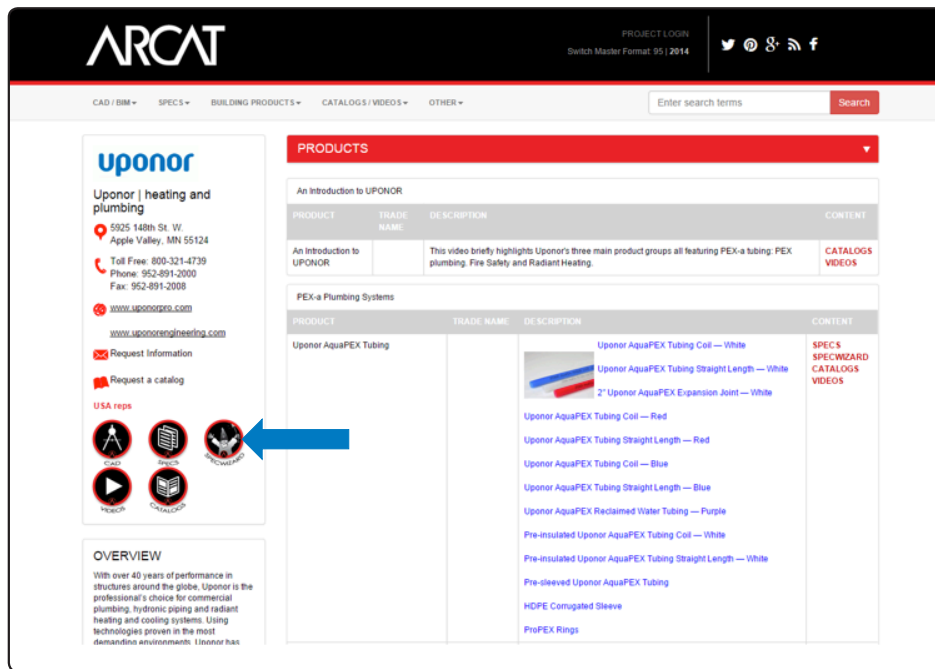 ARCAT
PROJECT LOGIN
Switch Master Format: 95 | 2014
CAD / BIM SPECS BUILDING PRODUCTS CATALOGS / VIDEOS OTHER
Enter search terms Search
uponor
Uponor | heating and
plumbing
5925 148th St. W.
Apple Valley, MN 55124
Toll Free: 800-321-4739
Phone: 952-891-2000
Fax: 952-891-2008
www.uponorpro.com
www.uponorengineering.com
Request Information
Request a catalog
USA reps
CAD SPECS SPECWIZARD
VIDEOS CATALOGS
OVERVIEW
With over 40 years of performance in
structures around the globe, Uponor is the
professional's choice for commercial
plumbing, hydronic piping and radiant
heating and cooling systems. Using
technologies proven in the most
demanding environments, Uponor has
PRODUCTS
An Introduction to UPONOR
PRODUCT TRADE NAME DESCRIPTION CONTENT
An Introduction to
UPONOR
This video briefly highlights Uponor's three main product groups all featuring PEX-a tubing: PEX
plumbing. Fire Safety and Radiant Heating.
CATALOGS
VIDEOS
PEX-a Plumbing Systems
PRODUCT TRADE NAME DESCRIPTION CONTENT
Uponor AquaPEX Tubing
Uponor AquaPEX Tubing Coil — White
Uponor AquaPEX Tubing Straight Length — White
2" Uponor AquaPEX Expansion Joint — White
Uponor AquaPEX Tubing Coil — Red
Uponor AquaPEX Tubing Straight Length — Red
Uponor AquaPEX Tubing Coil — Blue
Uponor AquaPEX Tubing Straight Length — Blue
Uponor AquaPEX Reclaimed Water Tubing — Purple
Pre-insulated Uponor AquaPEX Tubing Coil — White
Pre-insulated Uponor AquaPEX Tubing Straight Length — White
Pre-sleeved Uponor AquaPEX Tubing
HDPE Corrugated Sleeve
ProPEX Rings
SPECS
SPECWIZARD
CATALOGS
VIDEOS